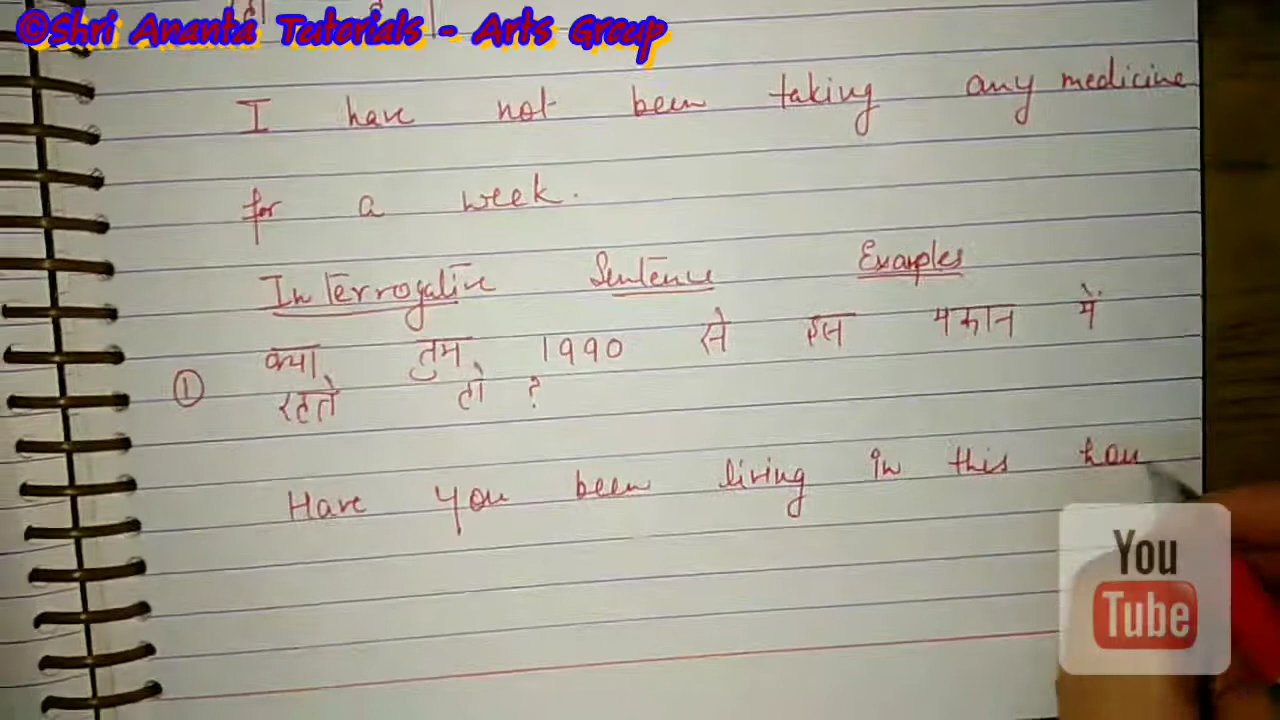 ©Shri Ananta Tutorials - Arts Group
I have not been taking any medicine
for a week.
Interrogative Sentence Examples
① क्या तुम 1990 से इस मकान में
रहते हो ?
Have you been living in this hou
You
Tube